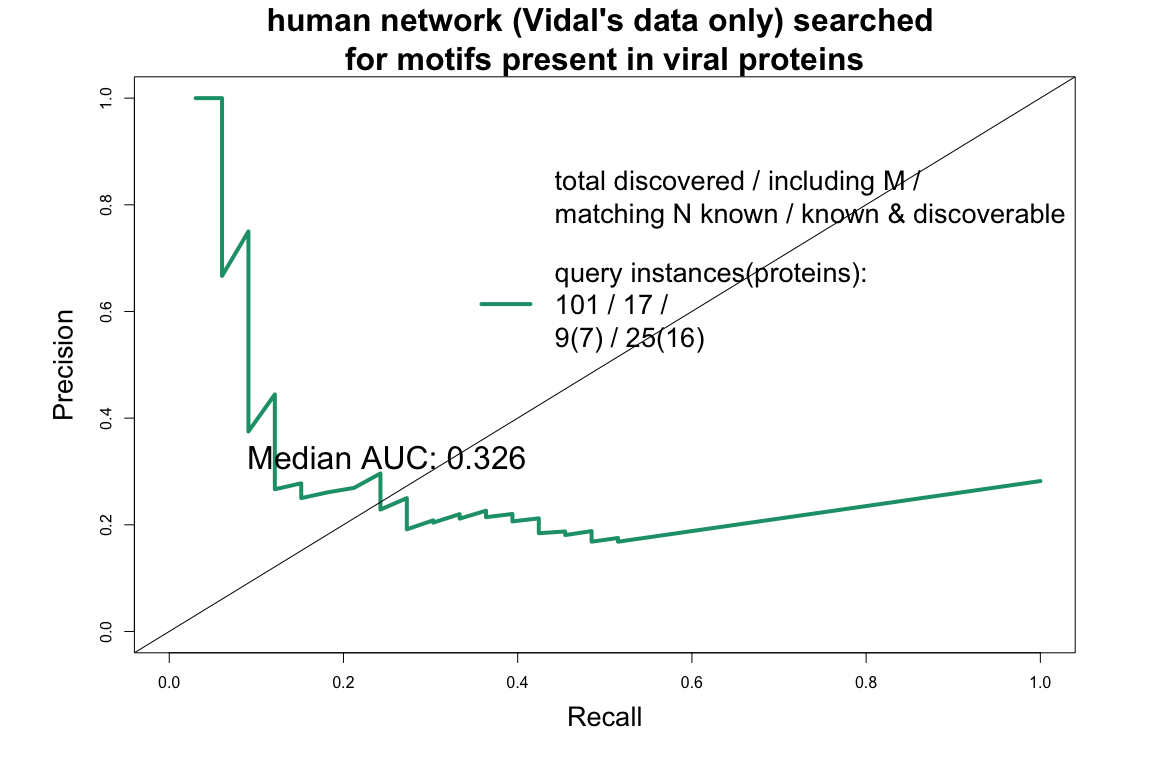 human network (Vidal's data only) searched
for motifs present in viral proteins
Precision
1.0
0.8
0.6
0.4
0.2
0.0
total discovered / including M /
matching N known / known & discoverable
query instances(proteins):
101 / 17 /
9(7) / 25(16)
Median AUC: 0.326
0.0 0.2 0.4 0.6 0.8 1.0
Recall